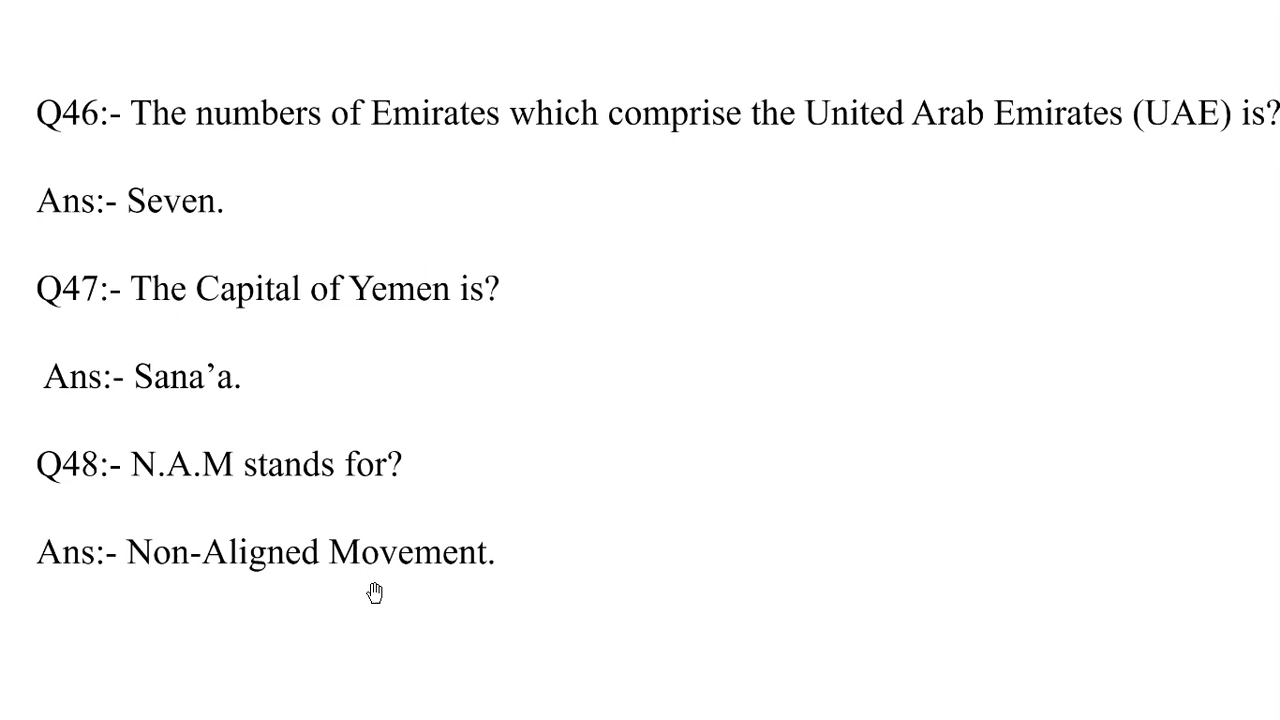 Q46:- The numbers of Emirates which comprise the United Arab Emirates (UAE) is?
Ans:- Seven.
Q47:- The Capital of Yemen is?
Ans:- Sana’a.
Q48:- N.A.M stands for?
Ans:- Non-Aligned Movement.